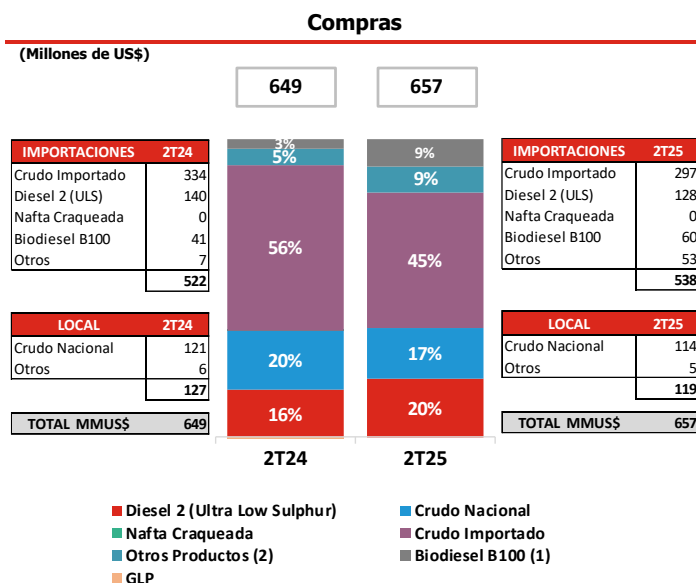 Compras
(Millones de US$)
649 657
IMPORTACIONES 2T24
Crudo Importado 334
Diesel 2 (ULS) 140
Nafta Craqueada 0
Biodiesel B100 41
Otros 7
522
LOCAL 2T24
Crudo Nacional 121
Otros 6
127
TOTAL MMUS$ 649
3%
5%
56%
20%
16%
2T24
9%
9%
45%
17%
20%
2T25
IMPORTACIONES 2T25
Crudo Importado 297
Diesel 2 (ULS) 128
Nafta Craqueada 0
Biodiesel B100 60
Otros 53
538
LOCAL 2T25
Crudo Nacional 114
Otros 5
119
TOTAL MMUS$ 657
Diesel 2 (Ultra Low Sulphur) Crudo Nacional
Nafta Craqueada Crudo Importado
Otros Productos (2) Biodiesel B100 (1)
GLP